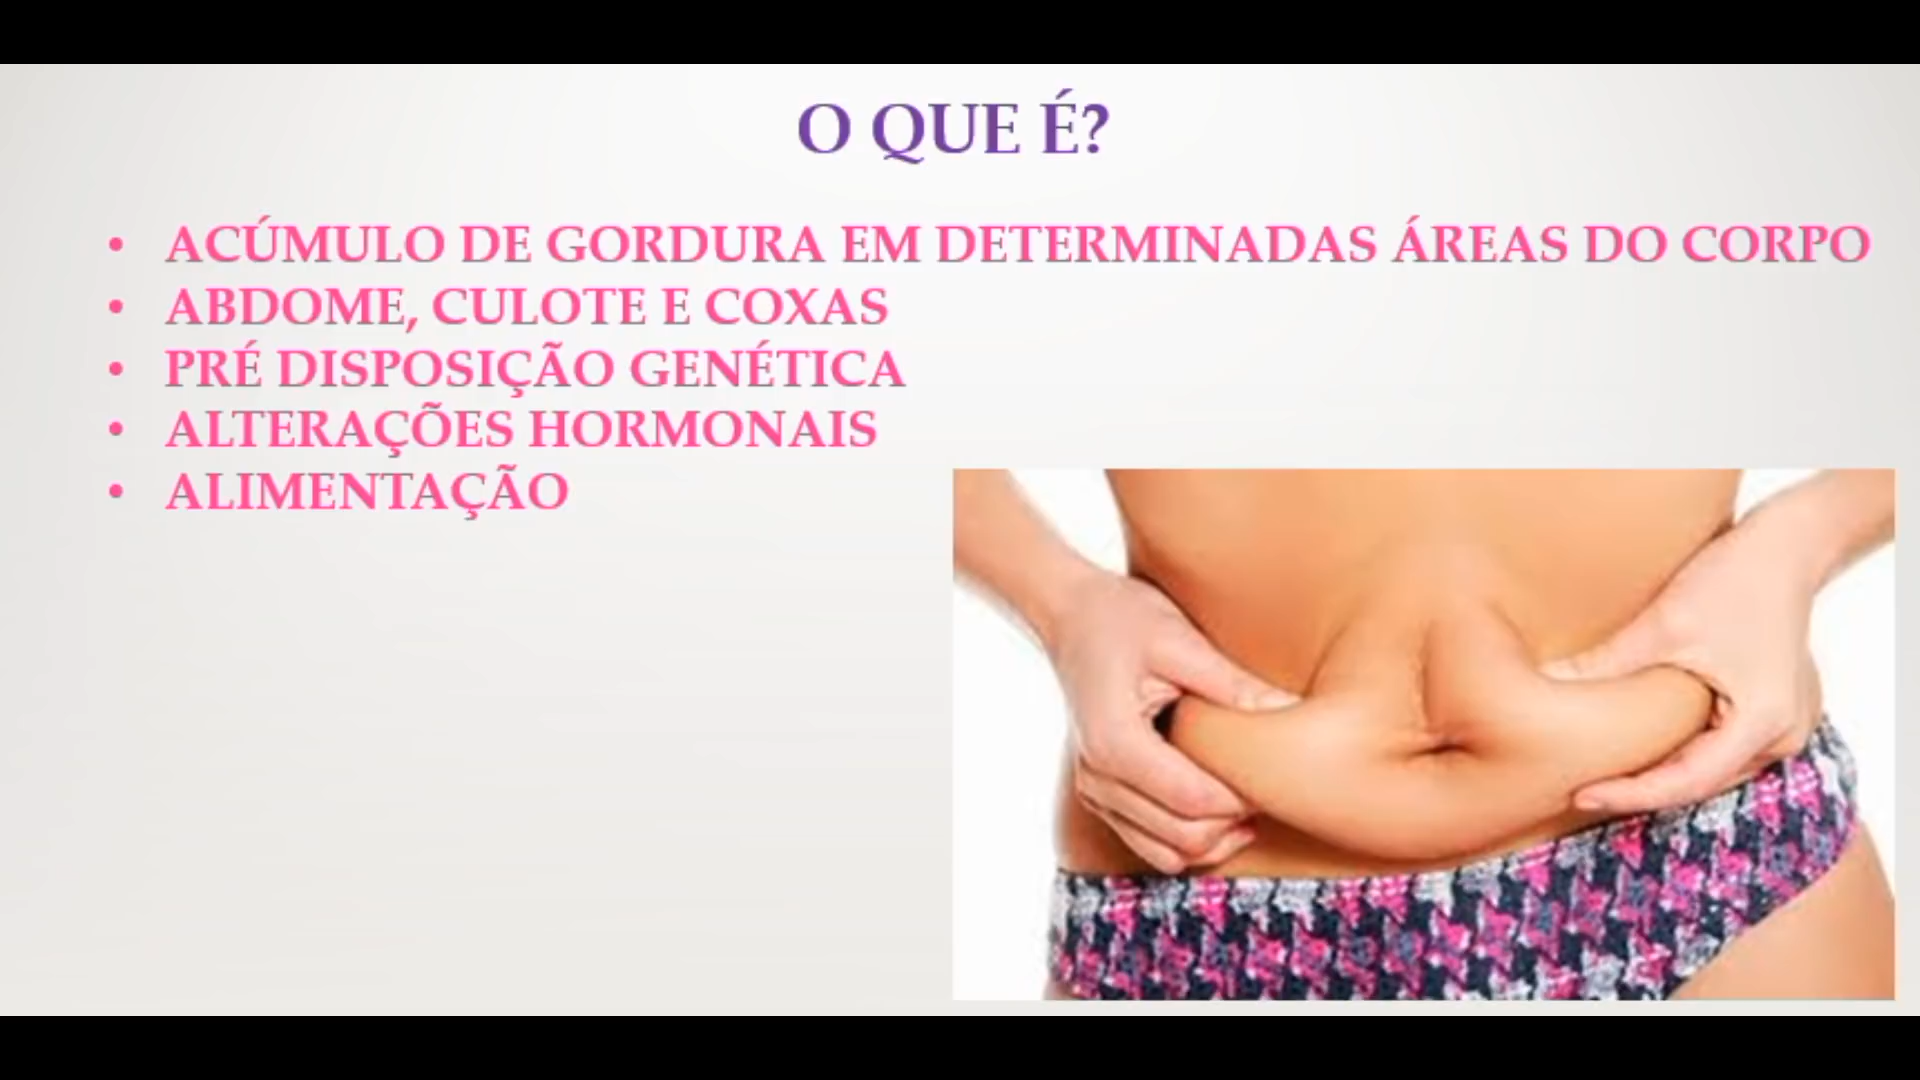 O QUE É?
• ACÚMULO DE GORDURA EM DETERMINADAS ÁREAS DO CORPO
• ABDOME, CULOTE E COXAS
• PRÉ DISPOSIÇÃO GENÉTICA
• ALTERAÇÕES HORMONAIS
• ALIMENTAÇÃO